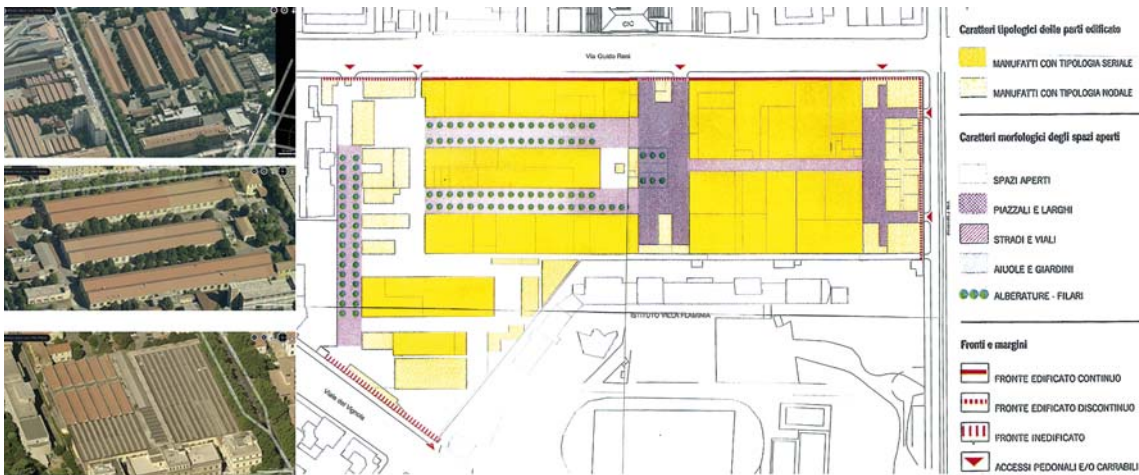 Via Guido Reni
ISTITUTO VILLA FLAMINIA
Viale del Vignola
Caratteri tipologici delle parti edificate
MANUFATTI CON TIPOLOGIA SERIALE
MANUFATTI CON TIPOLOGIA NODALE
Caratteri morfologici degli spazi aperti
SPAZI APERTI
PIAZZALI E LARGHI
STRADI E VIALI
AIUOLE E GIARDINI
ALBERATURE - FILARI
Fronti e margini
FRONTE EDIFICATO CONTINUO
FRONTE EDIFICATO DISCONTINUO
FRONTE INEDIFICATO
ACCESSI PEDONALI E/O CARRABILI